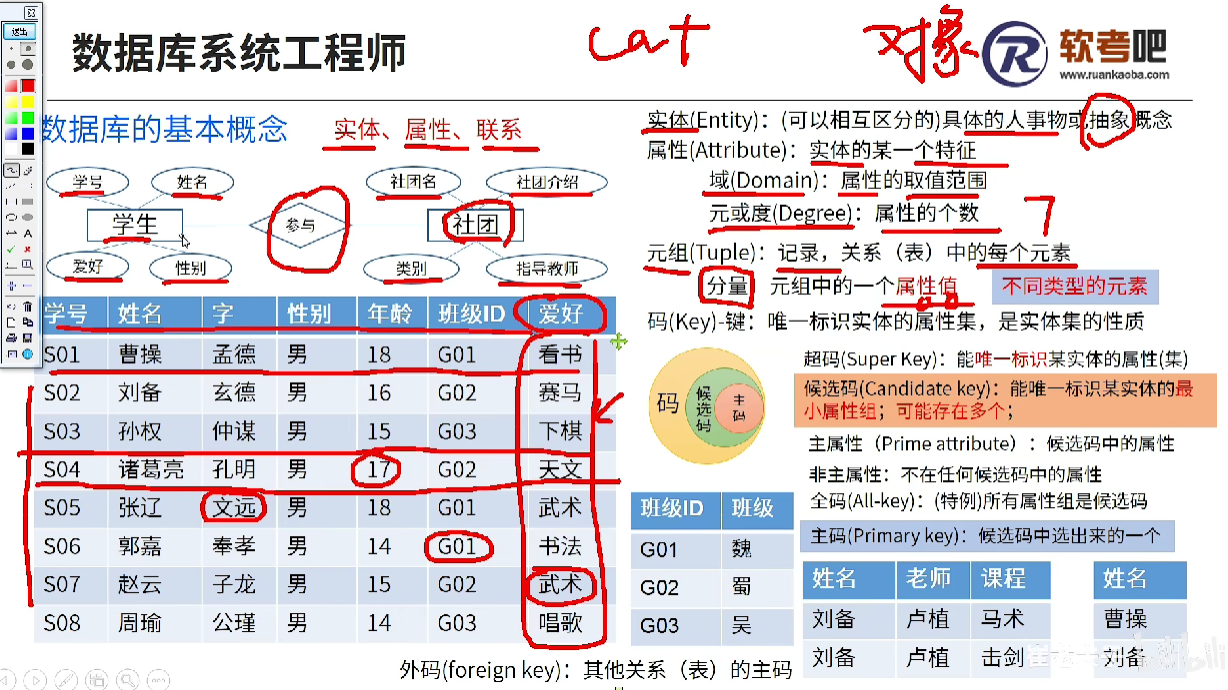 送出
数据库系统工程师
cat
对像
R
软考吧
www.ruankaoba.com
数据库的基本概念
实体、属性、联系
学号
姓名
社团名
社团介绍
学生
参与
社团
爱好
性别
类别
指导教师
学号 姓名 字 性别 年龄 班级ID 爱好
S01 曹操 孟德 男 18 G01 看书
S02 刘备 玄德 男 16 G02 赛马
S03 孙权 仲谋 男 15 G03 下棋
S04 诸葛亮 孔明 男 17 G02 天文
S05 张辽 文远 男 18 G01 武术
S06 郭嘉 奉孝 男 14 G01 书法
S07 赵云 子龙 男 15 G02 武术
S08 周瑜 公瑾 男 14 G03 唱歌
外码(foreign key)：其他关系（表）的主码
实体(Entity)：(可以相互区分的)具体的人事物或抽象概念
属性(Attribute)：实体的某一个特征
域(Domain)：属性的取值范围
元或度(Degree)：属性的个数
7
元组(Tuple)：记录，关系（表）中的每个元素
分量 元组中的一个属性值
不同类型的元素
码(Key)-键：唯一标识实体的属性集，是实体集的性质
码
候选码
主码
超码(Super Key)：能唯一标识某实体的属性(集)
候选码(Candidate key)：能唯一标识某实体的最
小属性组；可能存在多个；
主属性（Prime attribute）：候选码中的属性
非主属性：不在任何候选码中的属性
全码(All-key)：(特例)所有属性组是候选码
主码(Primary key)：候选码中选出来的一个
班级ID 班级
G01 魏
G02 蜀
G03 吴
姓名 老师 课程
刘备 卢植 马术
刘备 卢植 击剑
姓名
曹操
刘备
bilibili